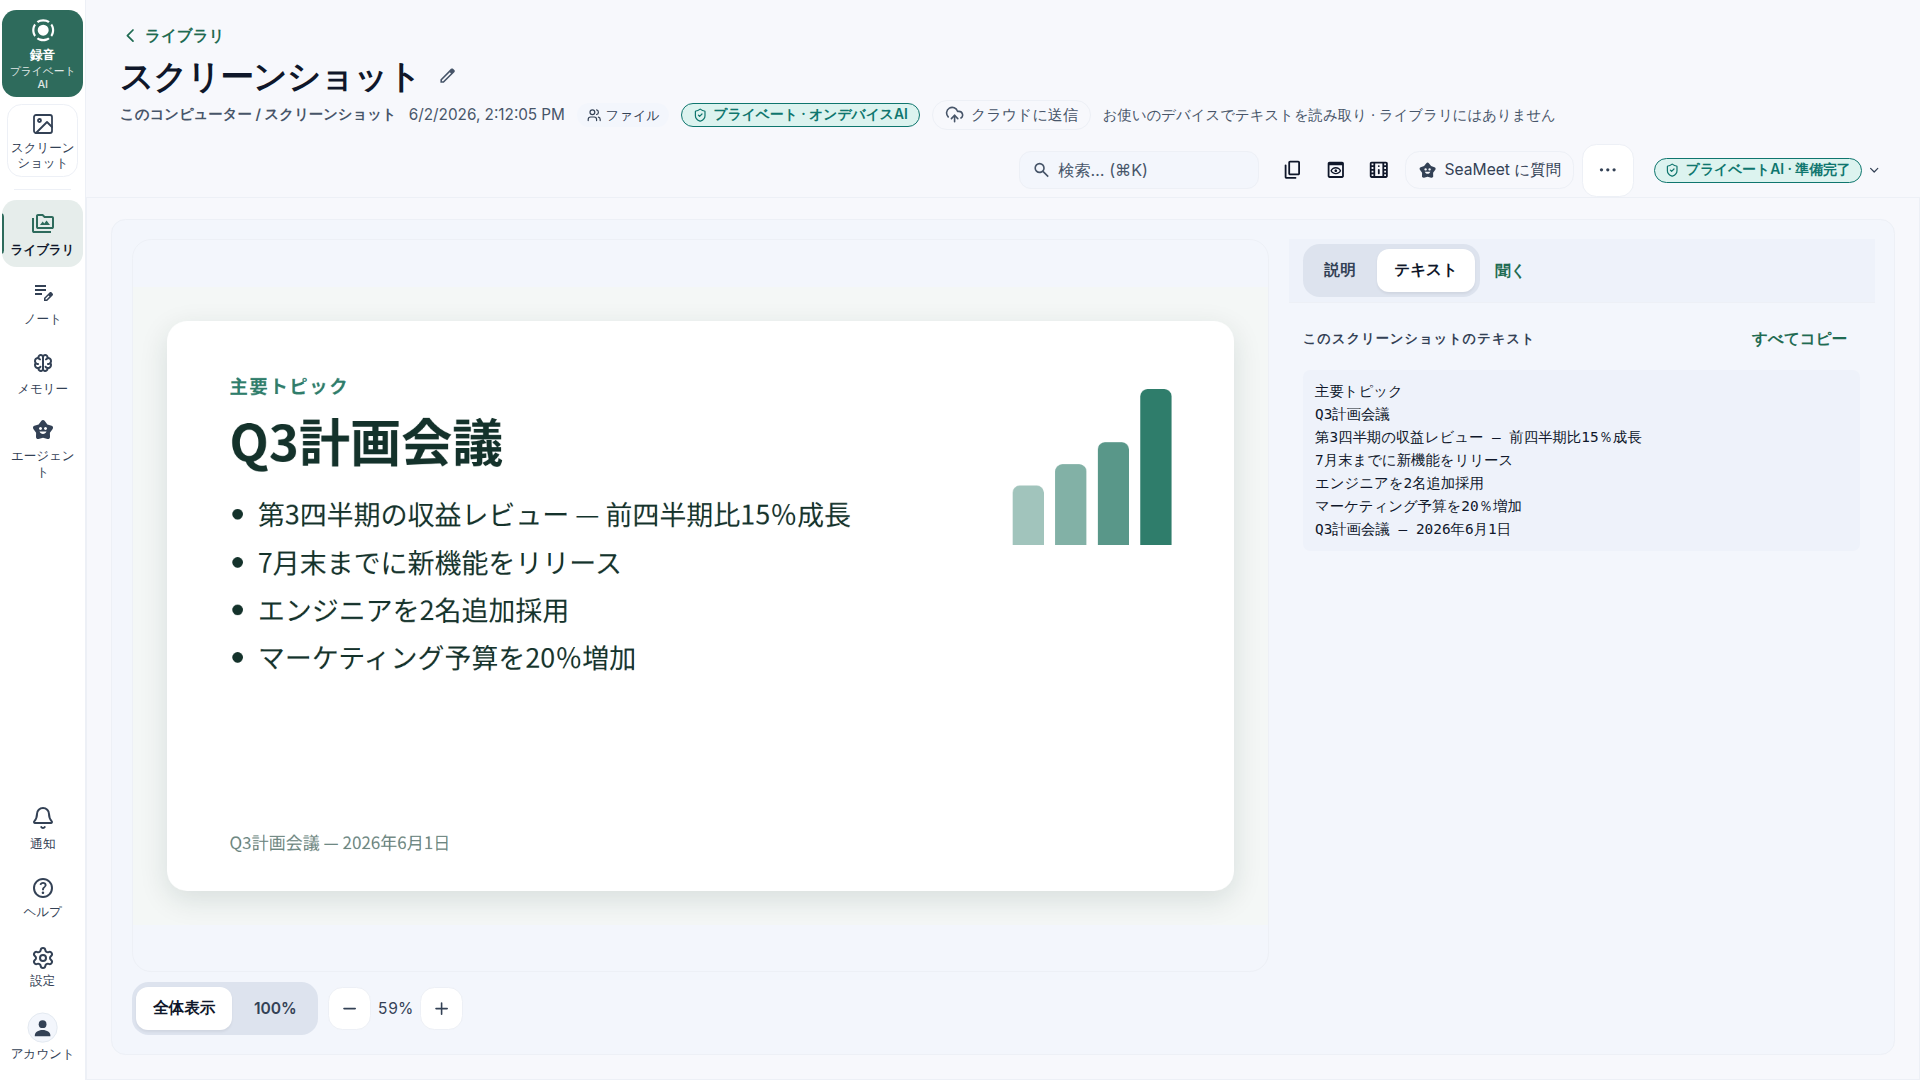 録音
プライベート
AI
スクリーン
ショット
ライブラリ
ノート
メモリー
エージェン
ト
通知
ヘルプ
設定
アカウント
ライブラリ
スクリーンショット
このコンピューター / スクリーンショット 6/2/2026, 2:12:05 PM ファイル プライベート · オンデバイスAI クラウドに送信 お使いのデバイスでテキストを読み取り · ライブラリにはありません
検索... (⌘K) SeaMeet に質問 プライベートAI · 準備完了
主要トピック
Q3計画会議
• 第3四半期の収益レビュー — 前四半期比15%成長
• 7月末までに新機能をリリース
• エンジニアを2名追加採用
• マーケティング予算を20%増加
Q3計画会議 — 2026年6月1日
全体表示 100% 59%
説明 テキスト 聞く
このスクリーンショットのテキスト すべてコピー
主要トピック
Q3計画会議
第3四半期の収益レビュー — 前四半期比15%成長
7月末までに新機能をリリース
エンジニアを2名追加採用
マーケティング予算を20%増加
Q3計画会議 — 2026年6月1日